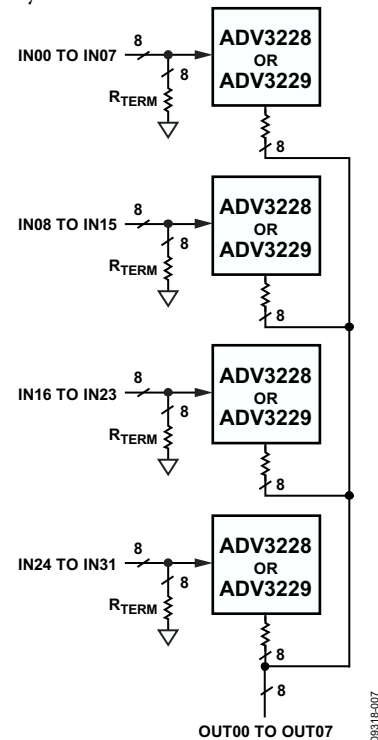 8
ADV3228
OR
ADV3229
IN00 TO IN07
8
RTERM
8
8
ADV3228
OR
ADV3229
IN08 TO IN15
8
RTERM
8
8
ADV3228
OR
ADV3229
IN16 TO IN23
8
RTERM
8
8
ADV3228
OR
ADV3229
IN24 TO IN31
8
RTERM
8
8
OUT00 TO OUT07
09318-007